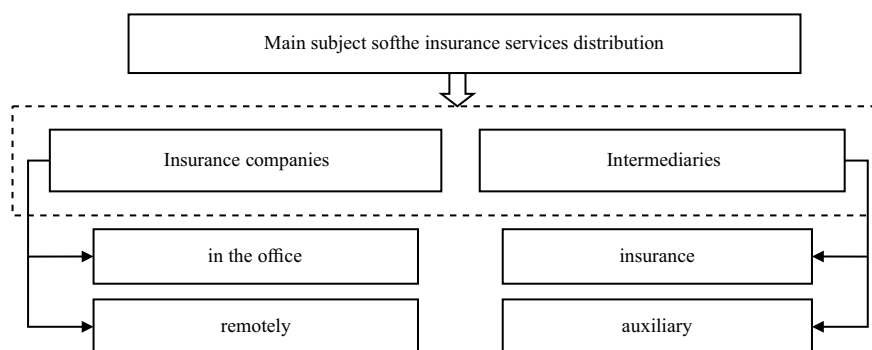 Main subject softhe insurance services distribution
Insurance companies
Intermediaries
in the office
insurance
remotely
auxiliary